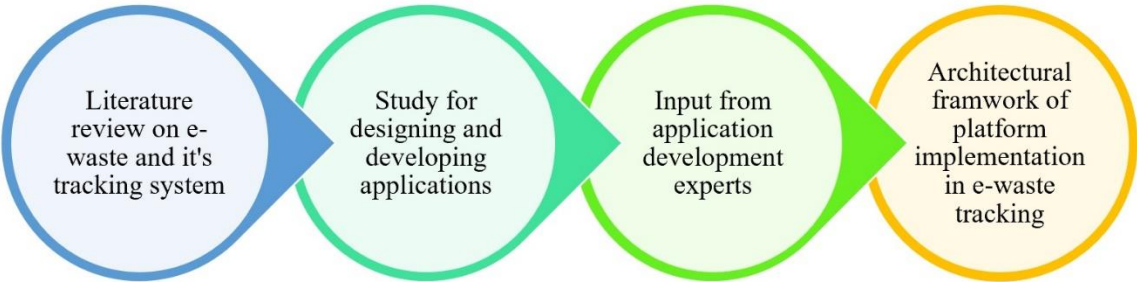 Literature
review on e-
waste and it's
tracking system
Study for
designing and
developing
applications
Input from
application
development
experts
Architectural
framwork of
platform
implementation
in e-waste
tracking